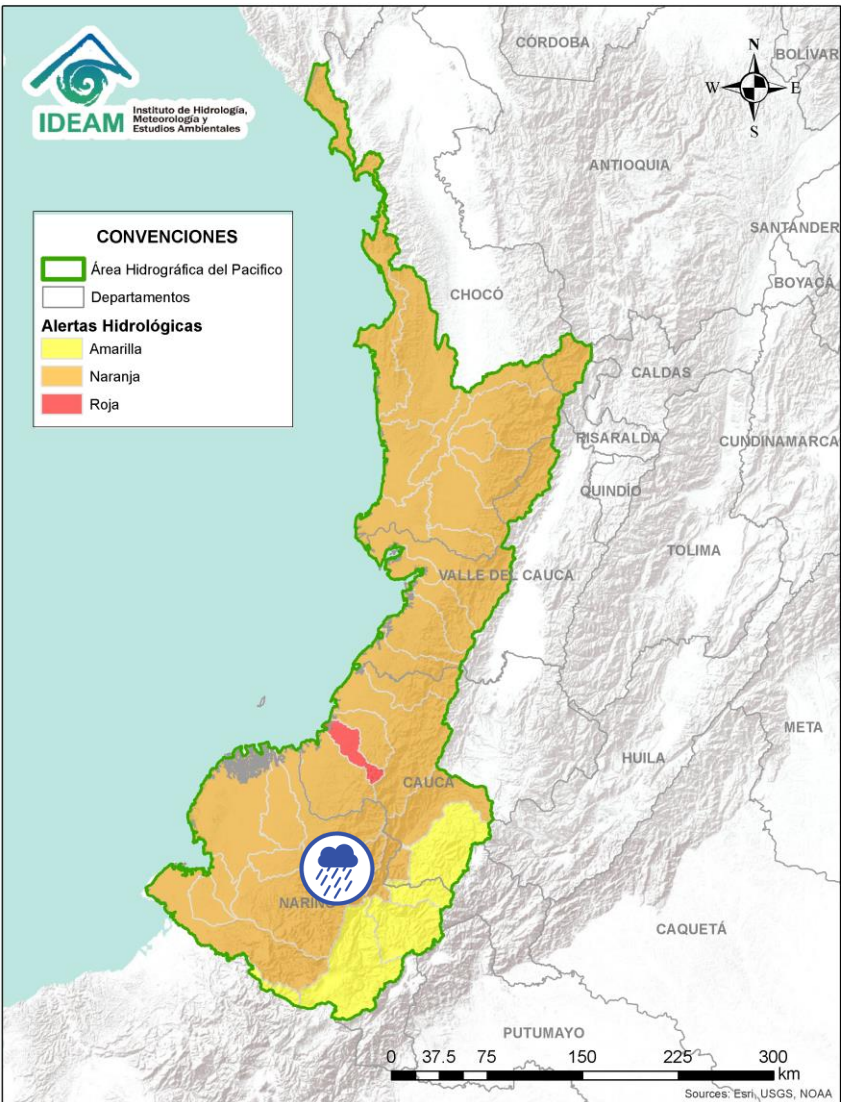 IDEAM
Instituto de Hidrología,
Meteorología y
Estudios Ambientales
N
W
E
S
CÓRDOBA
BOLIVAR
ANTIOQUIA
SANTANDER
BOYACÁ
CHOCÓ
CONVENCIONES
Área Hidrográfica del Pacifico
Departamentos
Alertas Hidrológicas
Amarilla
Naranja
Roja
CALDAS
RISARALDA
CUNDINAMARCA
QUINDÍO
TOLIMA
VALLE DEL CAUCA
META
HUILA
CAUCA
NARIÑO
CAQUETÁ
PUTUMAYO
0 37.5 75 150 225 300
km
Sources: Esri, USGS, NOAA